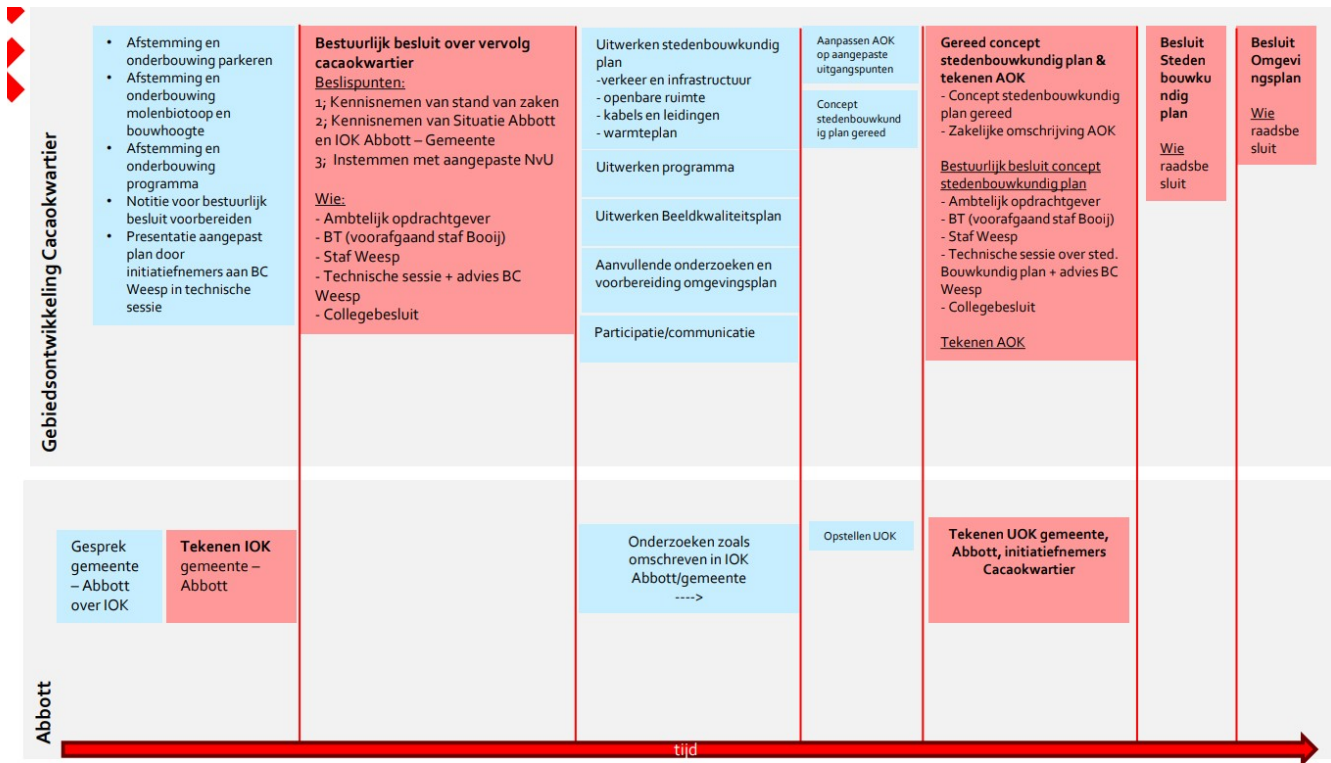 Gebiedsontwikkeling Cacaokwartier
• Afstemming en
onderbouwing parkeren
• Afstemming en
onderbouwing
molenbiotoop en
bouwhoogte
• Afstemming en
onderbouwing
programma
• Notitie voor bestuurlijk
besluit voorbereiden
• Presentatie aangepast
plan door
initiatiefnemers aan BC
Weesp in technische
sessie
Bestuurlijk besluit over vervolg
cacaokwartier
Beslispunten:
1; Kennisnemen van stand van zaken
2; Kennisnemen van Situatie Abbott
en IOK Abbott – Gemeente
3; Instemmen met aangepaste NvU
Wie:
- Ambtelijk opdrachtgever
- BT (voorafgaand staf Booij)
- Staf Weesp
- Technische sessie + advies BC
Weesp
- Collegebesluit
Uitwerken stedenbouwkundig
plan
-verkeer en infrastructuur
- openbare ruimte
- kabels en leidingen
- warmteplan
Uitwerken programma
Uitwerken Beeldkwaliteitsplan
Aanvullende onderzoeken en
voorbereiding omgevingsplan
Participatie/communicatie
Aanpassen AOK
op aangepaste
uitgangspunten
Concept
stedenbouwkund
ig plan gereed
Gereed concept
stedenbouwkundig plan &
tekenen AOK
- Concept stedenbouwkundig
plan gereed
- Zakelijke omschrijving AOK
Bestuurlijk besluit concept
stedenbouwkundig plan
- Ambtelijk opdrachtgever
- BT (voorafgaand staf Booij)
- Staf Weesp
- Technische sessie over sted.
Bouwkundig plan + advies BC
Weesp
- Collegebesluit
Tekenen AOK
Besluit
Steden
bouwku
ndig
plan
Wie
raadsbe
sluit
Besluit
Omgevi
ngsplan
Wie
raadsbe
sluit
Abbott
Gesprek
gemeente
– Abbott
over IOK
Tekenen IOK
gemeente –
Abbott
Onderzoeken zoals
omschreven in IOK
Abbott/gemeente
---->
Opstellen UOK
Tekenen UOK gemeente,
Abbott, initiatiefnemers
Cacaokwartier
tijd